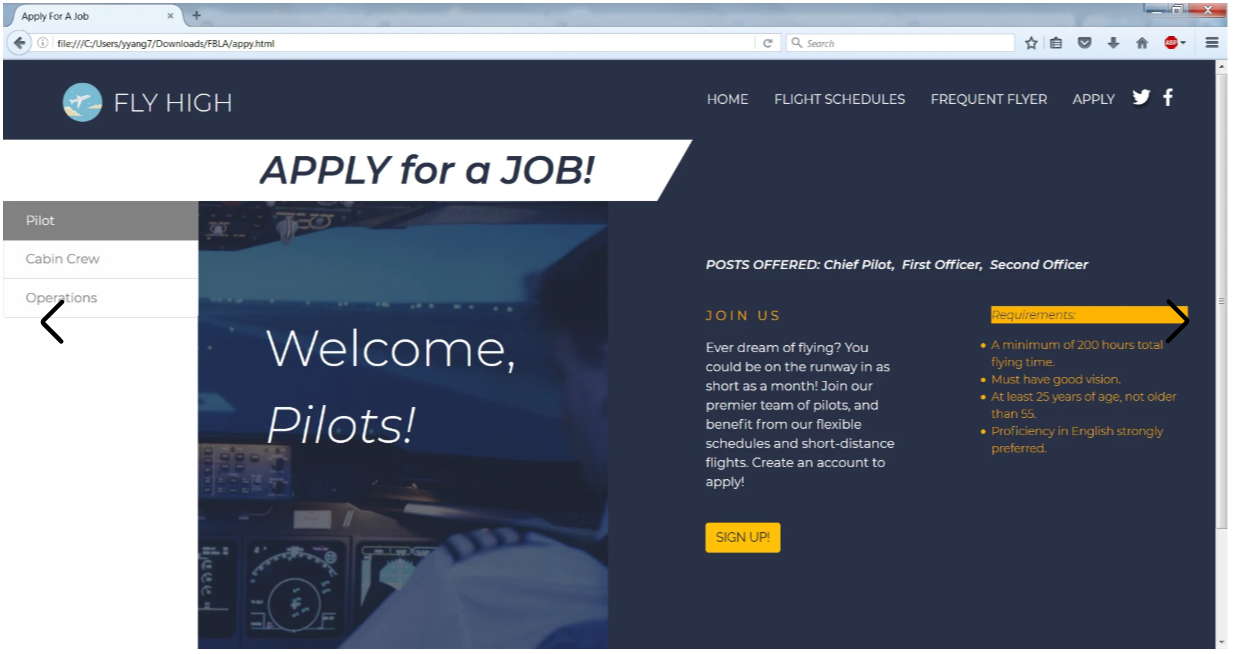 Apply For A Job
file:///C:/Users/yyang7/Downloads/FBLA/appy.html
Search
ABP
FLY HIGH
HOME FLIGHT SCHEDULES FREQUENT FLYER APPLY
APPLY for a JOB!
Pilot
Cabin Crew
Operations
Welcome,
Pilots!
POSTS OFFERED: Chief Pilot, First Officer, Second Officer
JOIN US
Ever dream of flying? You
could be on the runway in as
short as a month! Join our
premier team of pilots, and
benefit from our flexible
schedules and short-distance
flights. Create an account to
apply!
SIGN UP!
Requirements:
A minimum of 200 hours total
flying time.
Must have good vision.
At least 25 years of age, not older
than 55.
Proficiency in English strongly
preferred.